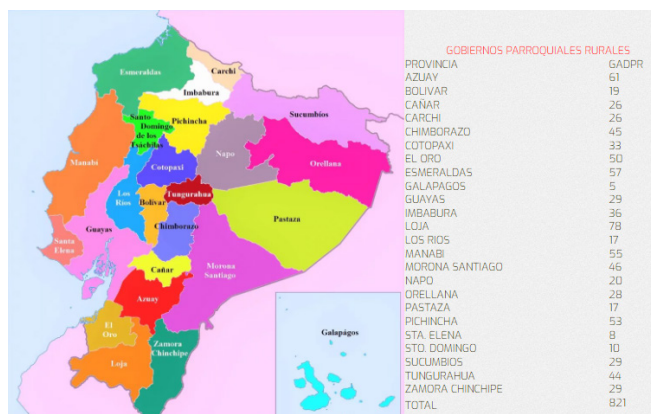 Esmeraldas
Carchi
Imbabura
Sucumbíos
Santo
Domingo
de los
Tsáchilas
Pichincha
Manabí
Napo
Orellana
Cotopaxi
Los
Ríos
Bolívar
Tungurahua
Pastaza
Guayas
Chimborazo
Santa
Elena
Cañar
Morona
Santiago
Azuay
El
Oro
Loja
Zamora
Chinchipe
Galapágos
GOBIERNOS PARROQUIALES RURALES
PROVINCIA GADPR
AZUAY 61
BOLIVAR 19
CAÑAR 26
CARCHI 26
CHIMBORAZO 45
COTOPAXI 33
EL ORO 50
ESMERALDAS 57
GALAPAGOS 5
GUAYAS 29
IMBABURA 36
LOJA 78
LOS RIOS 17
MANABI 55
MORONA SANTIAGO 46
NAPO 20
ORELLANA 28
PASTAZA 17
PICHINCHA 53
STA. ELENA 8
STO. DOMINGO 10
SUCUMBIOS 29
TUNGURAHUA 44
ZAMORA CHINCHIPE 29
TOTAL 821